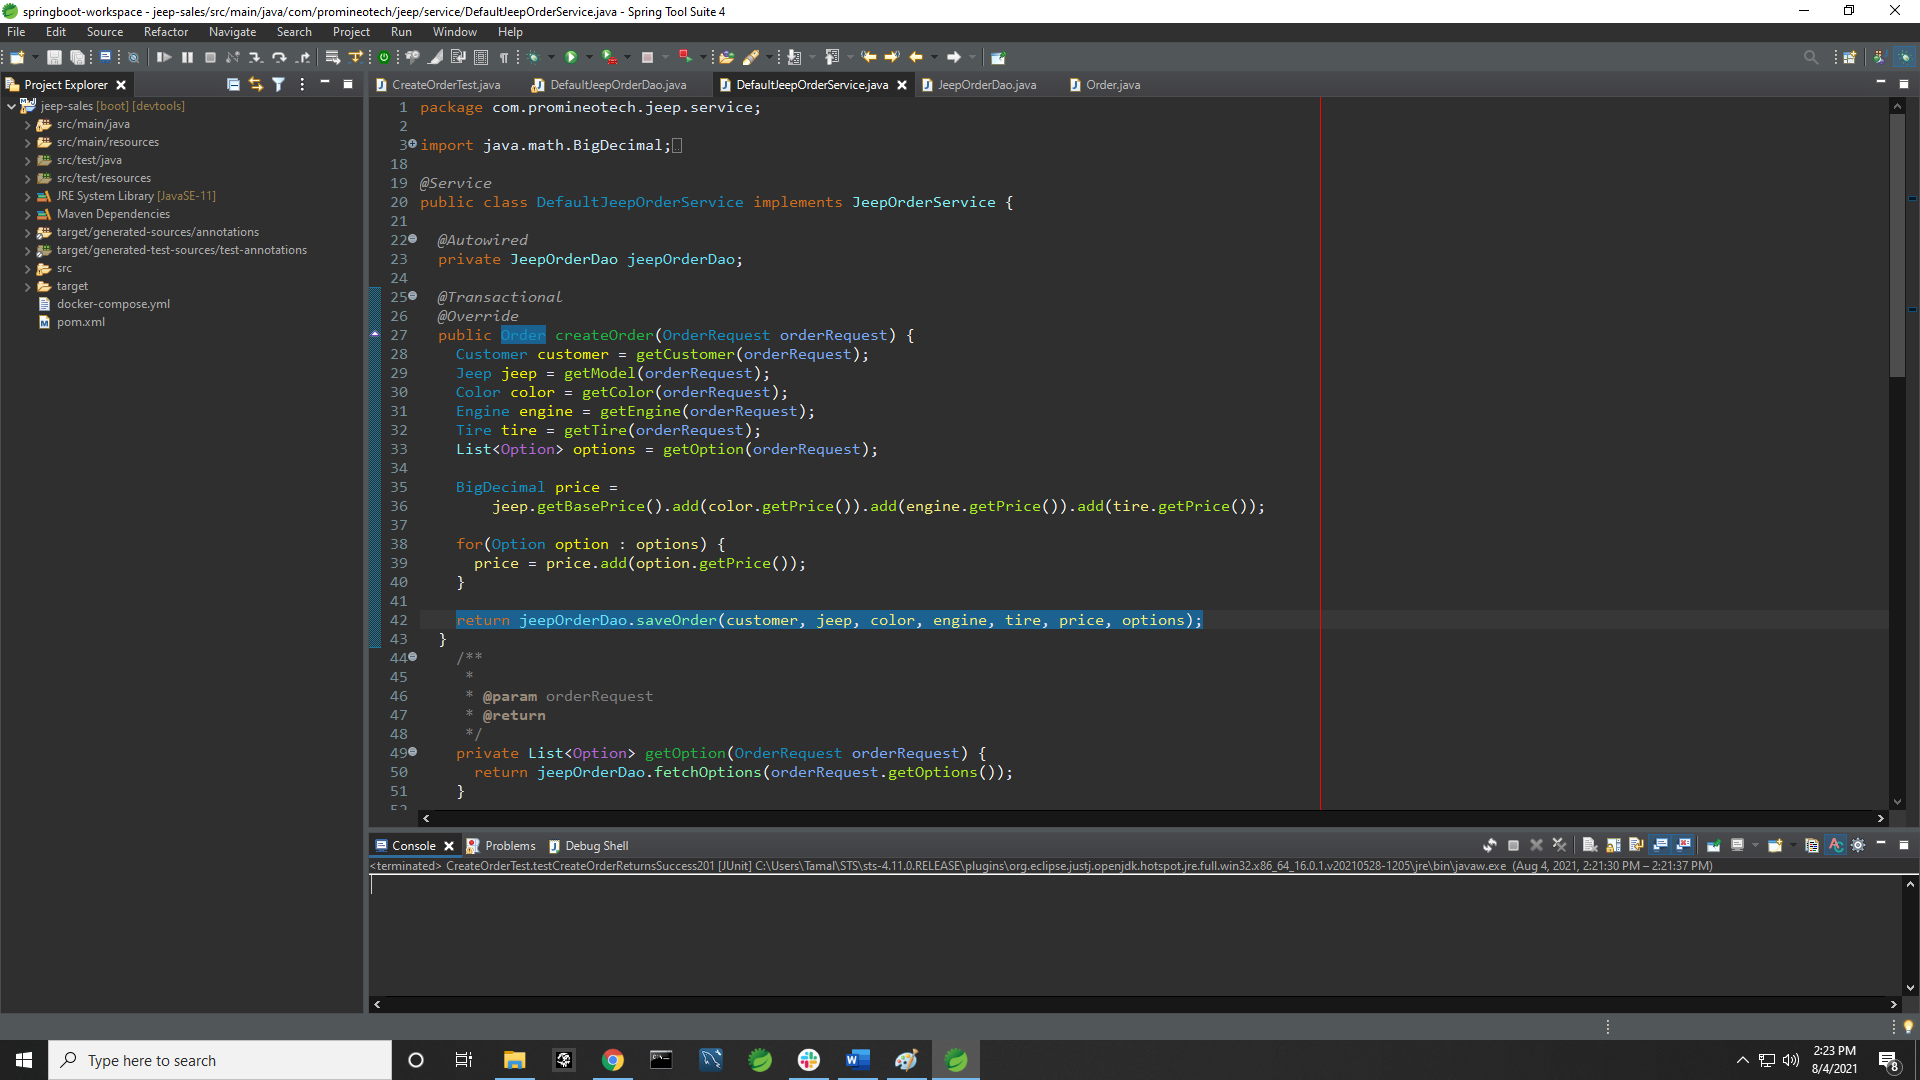 springboot-workspace - jeep-sales/src/main/java/com/promineotech/jeep/service/DefaultJeepOrderService.java - Spring Tool Suite 4
File Edit Source Refactor Navigate Search Project Run Window Help
Project Explorer
CreateOrderTest.java DefaultJeepOrderDao.java DefaultJeepOrderService.java JeepOrderDao.java Order.java
jeep-sales [boot] [devtools]
src/main/java
src/main/resources
src/test/java
src/test/resources
JRE System Library [JavaSE-11]
Maven Dependencies
target/generated-sources/annotations
target/generated-test-sources/test-annotations
src
target
docker-compose.yml
pom.xml
1 package com.promineotech.jeep.service;
2
3 import java.math.BigDecimal;
18
19 @Service
20 public class DefaultJeepOrderService implements JeepOrderService {
21
22 @Autowired
23 private JeepOrderDao jeepOrderDao;
24
25 @Transactional
26 @Override
27 public Order createOrder(OrderRequest orderRequest) {
28 Customer customer = getCustomer(orderRequest);
29 Jeep jeep = getModel(orderRequest);
30 Color color = getColor(orderRequest);
31 Engine engine = getEngine(orderRequest);
32 Tire tire = getTire(orderRequest);
33 List<Option> options = getOption(orderRequest);
34
35 BigDecimal price =
36 jeep.getBasePrice().add(color.getPrice()).add(engine.getPrice()).add(tire.getPrice());
37
38 for(Option option : options) {
39 price = price.add(option.getPrice());
40 }
41
42 return jeepOrderDao.saveOrder(customer, jeep, color, engine, tire, price, options);
43 }
44 /**
45 *
46 * @param orderRequest
47 * @return
48 */
49 private List<Option> getOption(OrderRequest orderRequest) {
50 return jeepOrderDao.fetchOptions(orderRequest.getOptions());
51 }
52
Console Problems Debug Shell
<terminated> CreateOrderTest.testCreateOrderReturnsSuccess201 [JUnit] C:\Users\Tamal\STS\sts-4.11.0.RELEASE\plugins\org.eclipse.justj.openjdk.hotspot.jre.full.win32.x86_64_16.0.1.v20210528-1205\jre\bin\javaw.exe (Aug 4, 2021, 2:21:30 PM – 2:21:37 PM)
Type here to search
2:23 PM
8/4/2021
8